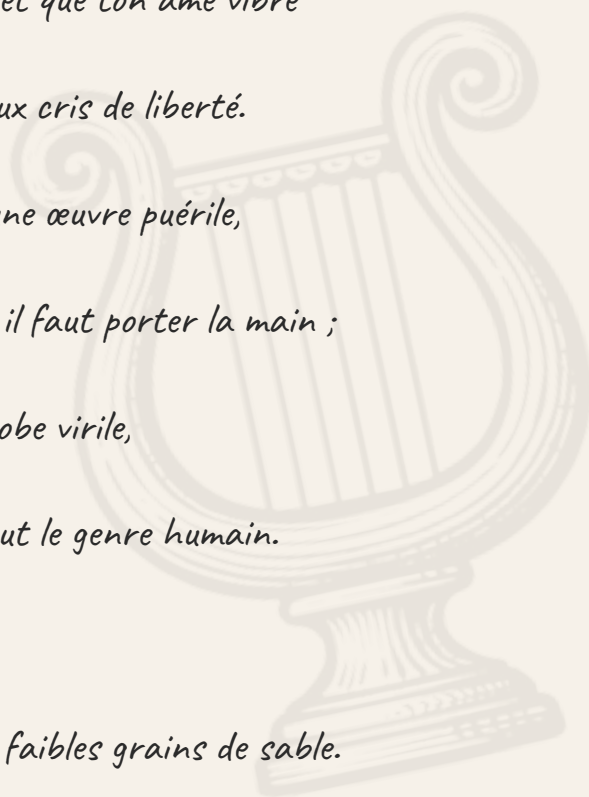 et que ton âme vibre
ux cris de liberté.
ne œuvre puérile,
il faut porter la main ;
obe virile,
ut le genre humain.
faibles grains de sable.